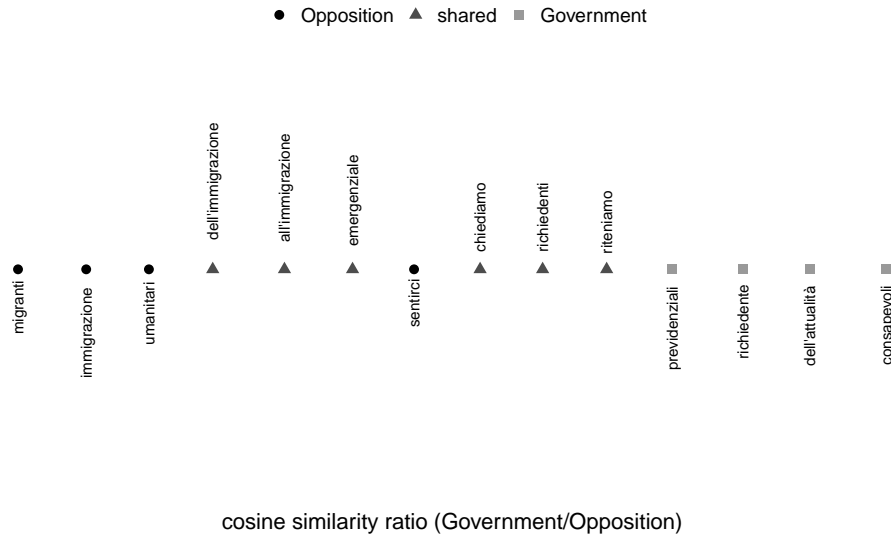 Opposition shared Government
dell'immigrazione
all'immigrazione
emergenziale
chiediamo
richiedenti
riteniamo
migranti
immigrazione
umanitari
sentirci
previdenziali
richiedente
dell'attualità
consapevoli
cosine similarity ratio (Government/Opposition)